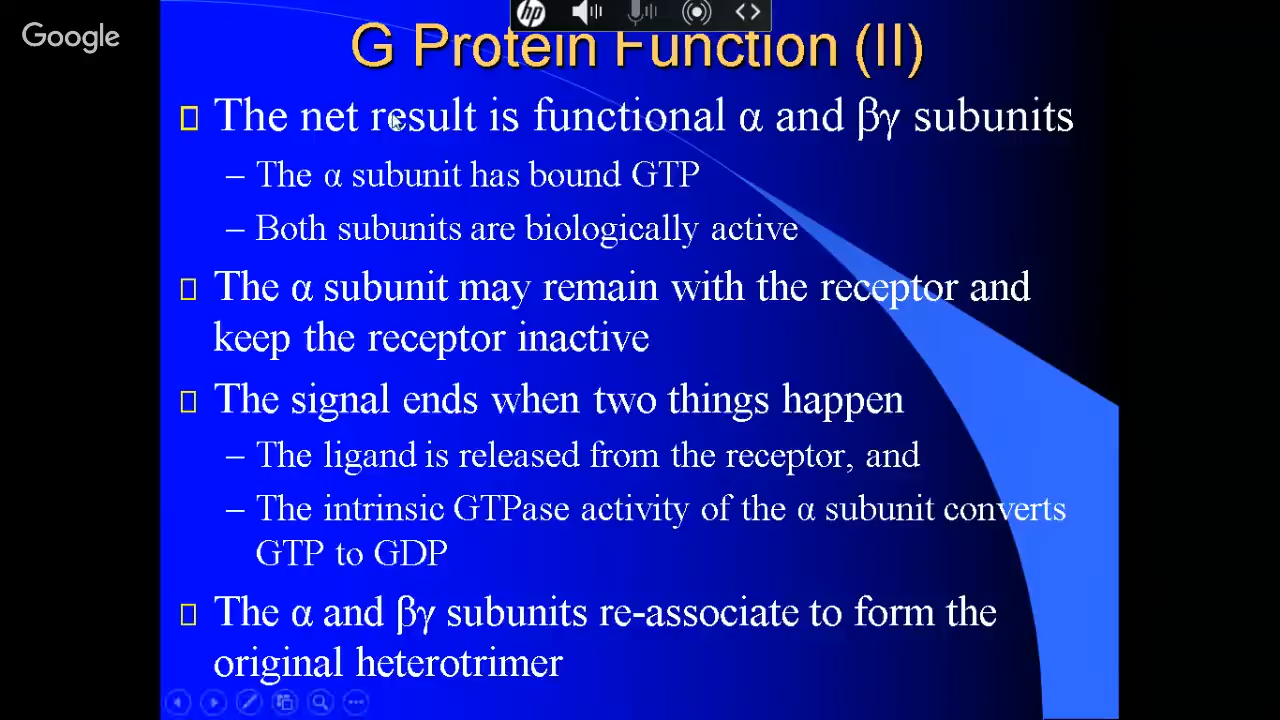 Google
hp
G Protein Function (II)
The net result is functional α and βγ subunits
– The α subunit has bound GTP
– Both subunits are biologically active
The α subunit may remain with the receptor and
keep the receptor inactive
The signal ends when two things happen
– The ligand is released from the receptor, and
– The intrinsic GTPase activity of the α subunit converts
GTP to GDP
The α and βγ subunits re-associate to form the
original heterotrimer